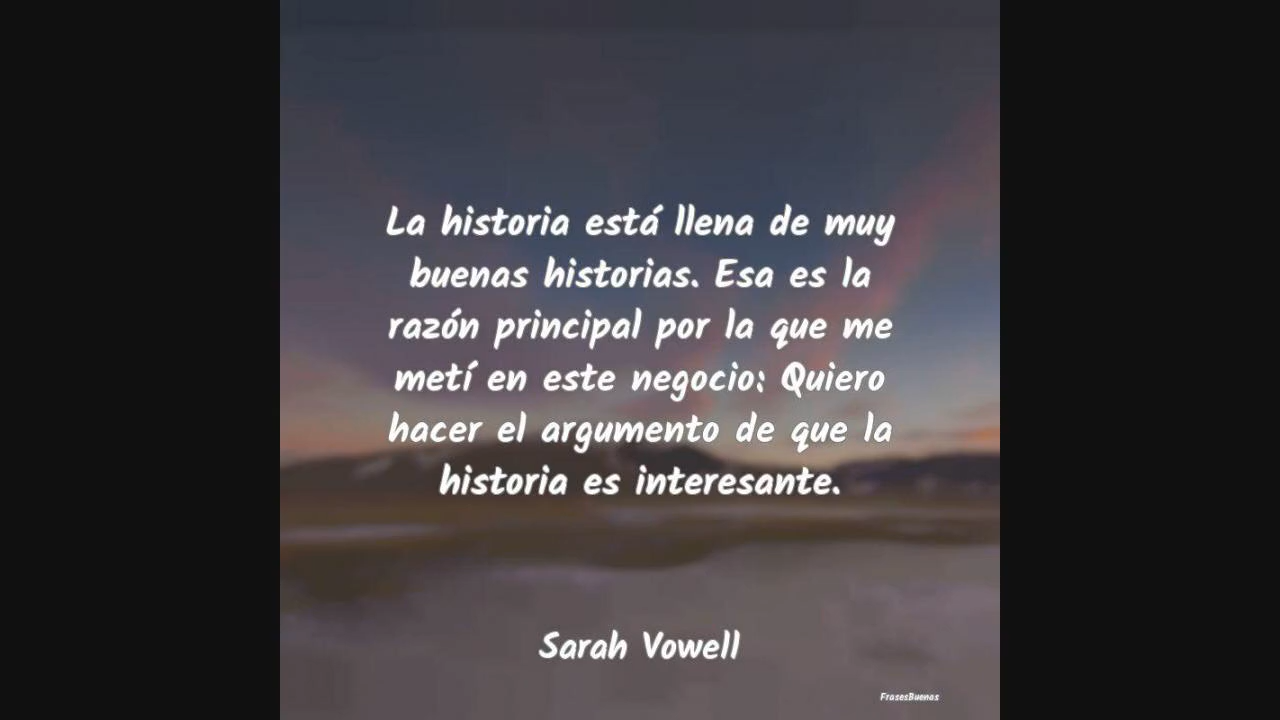 La historia está llena de muy
buenas historias. Esa es la
razón principal por la que me
metí en este negocio: Quiero
hacer el argumento de que la
historia es interesante.
Sarah Vowell
FrasesBuenas